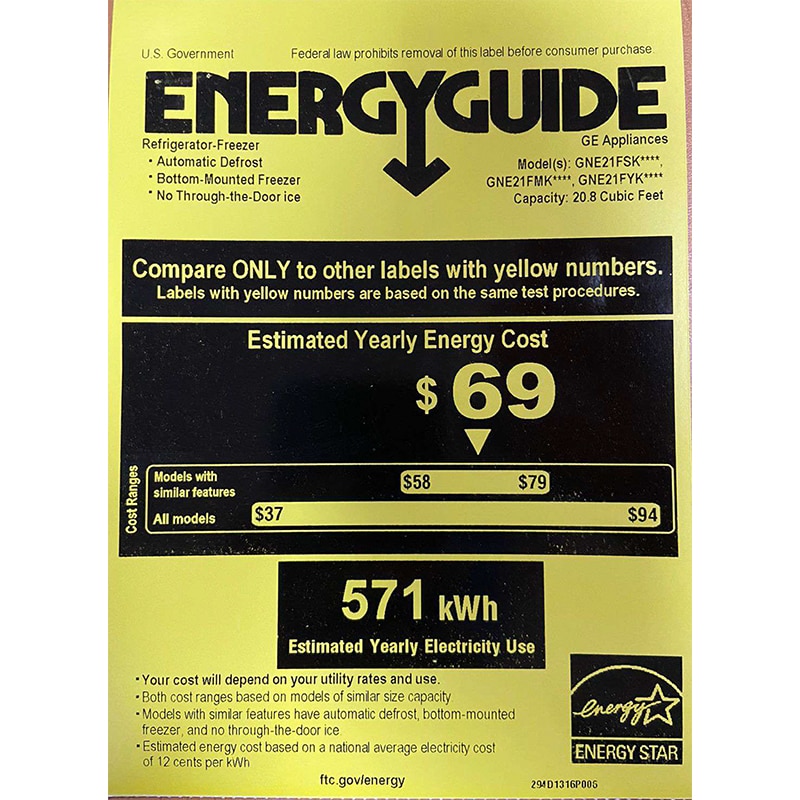 U.S. Government Federal law prohibits removal of this label before consumer purchase.
ENERGYGUIDE
Refrigerator-Freezer
• Automatic Defrost
• Bottom-Mounted Freezer
• No Through-the-Door ice
GE Appliances
Model(s): GNE21FSK****,
GNE21FMK****, GNE21FYK****
Capacity: 20.8 Cubic Feet
Compare ONLY to other labels with yellow numbers.
Labels with yellow numbers are based on the same test procedures.
Estimated Yearly Energy Cost
$ 69
Cost Ranges
Models with
similar features
$58 $79
All models $37 $94
571 kWh
Estimated Yearly Electricity Use
• Your cost will depend on your utility rates and use.
• Both cost ranges based on models of similar size capacity
• Models with similar features have automatic defrost, bottom-mounted
freezer, and no through-the-door ice
• Estimated energy cost based on a national average electricity cost
of 12 cents per kWh
energy
ENERGY STAR
ftc.gov/energy
294D1316P006